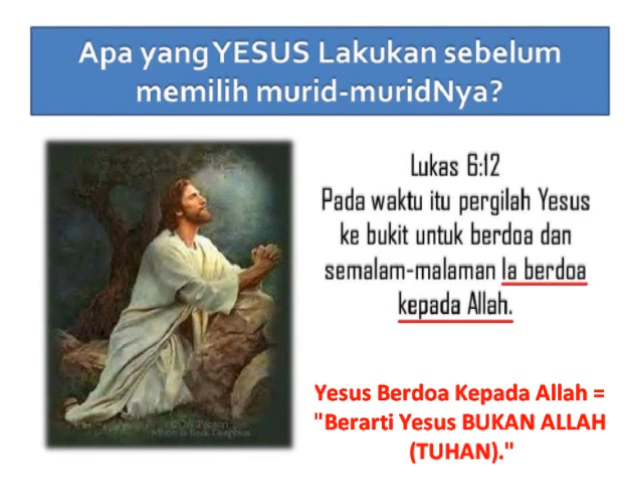 Apa yang YESUS Lakukan sebelum
memilih murid-muridNya?
Lukas 6:12
Pada waktu itu pergilah Yesus
ke bukit untuk berdoa dan
semalam-malaman Ia berdoa
kepada Allah.
Yesus Berdoa Kepada Allah =
"Berarti Yesus BUKAN ALLAH
(TUHAN)."